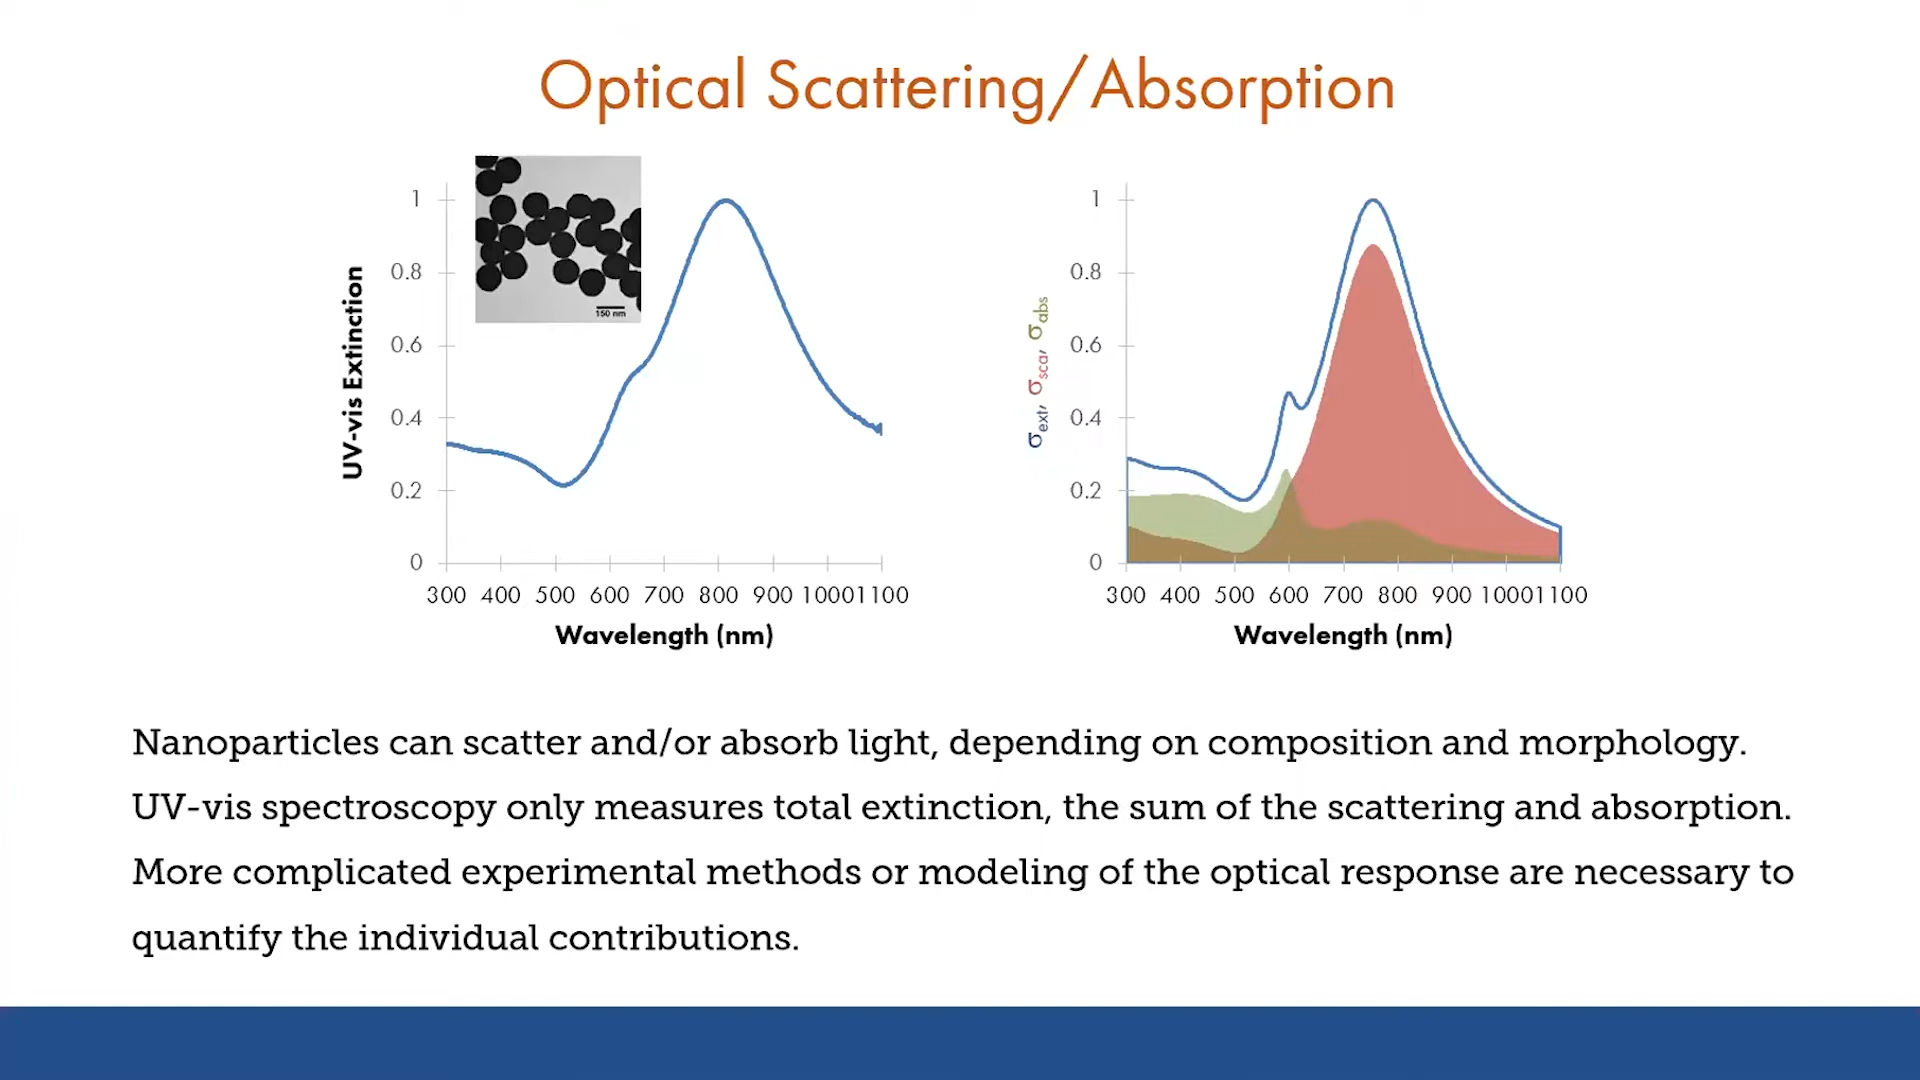 Optical Scattering/Absorption
UV-vis Extinction
1
0.8
0.6
0.4
0.2
0
150 nm
300 400 500 600 700 800 900 1000 1100
Wavelength (nm)
σext, σsca, σabs
1
0.8
0.6
0.4
0.2
0
300 400 500 600 700 800 900 1000 1100
Wavelength (nm)
Nanoparticles can scatter and/or absorb light, depending on composition and morphology.
UV-vis spectroscopy only measures total extinction, the sum of the scattering and absorption.
More complicated experimental methods or modeling of the optical response are necessary to
quantify the individual contributions.